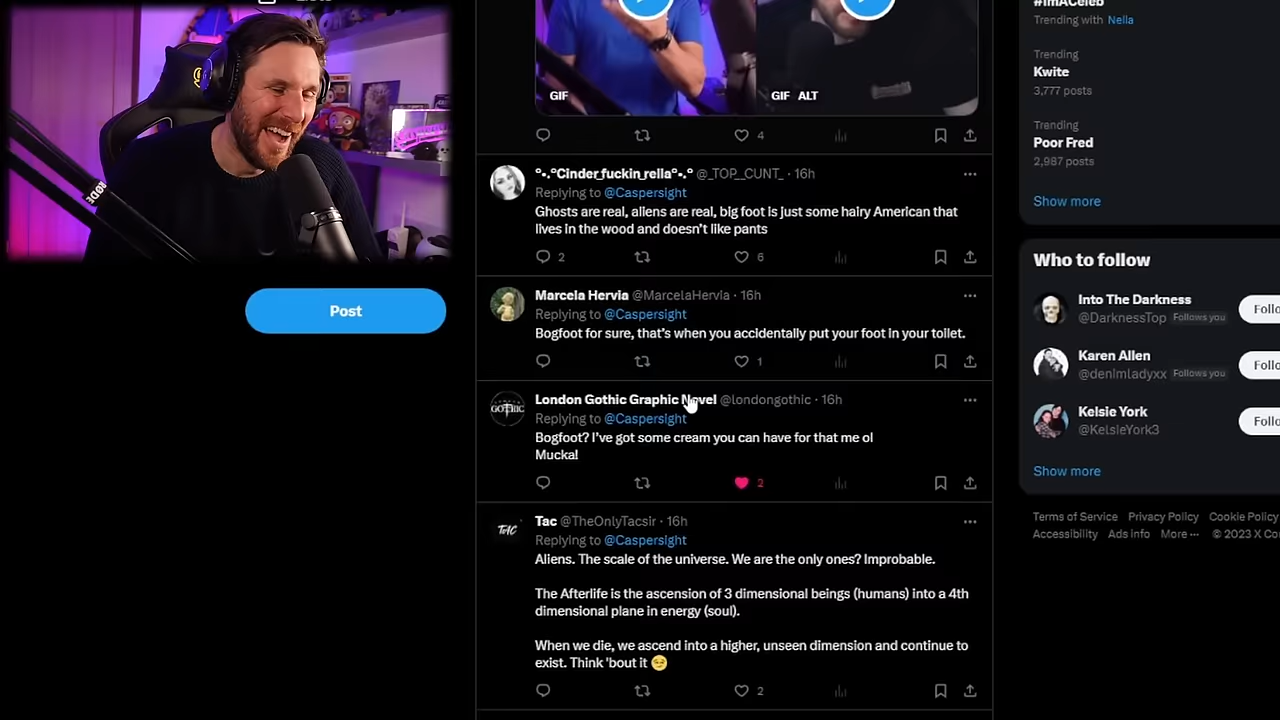 RODE
Post
GIF
GIF ALT
4
°•.°Cinder_fuckin_rella°•.° @_TOP_CUNT_ · 16h
Replying to @Caspersight
Ghosts are real, aliens are real, big foot is just some hairy American that
lives in the wood and doesn't like pants
2
6
Marcela Hervia @MarcelaHervia · 16h
Replying to @Caspersight
Bogfoot for sure, that's when you accidentally put your foot in your toilet.
1
London Gothic Graphic Novel @londongothic · 16h
GOTHIC
Replying to @Caspersight
Bogfoot? I've got some cream you can have for that me ol
Mucka!
2
Tac @TheOnlyTacsir · 16h
TAC
Replying to @Caspersight
Aliens. The scale of the universe. We are the only ones? Improbable.
The Afterlife is the ascension of 3 dimensional beings (humans) into a 4th
dimensional plane in energy (soul).
When we die, we ascend into a higher, unseen dimension and continue to
exist. Think 'bout it 😏
2
#ImACeleb
Trending with Nella
Trending
Kwite
3,777 posts
Trending
Poor Fred
2,987 posts
Show more
Who to follow
Into The Darkness
@DarknessTop Follows you
Follo
Karen Allen
@denimladyxx Follows you
Follo
Kelsie York
@KelsieYork3
Follo
Show more
Terms of Service Privacy Policy Cookie Policy
Accessibility Ads info More ··· © 2023 X Co